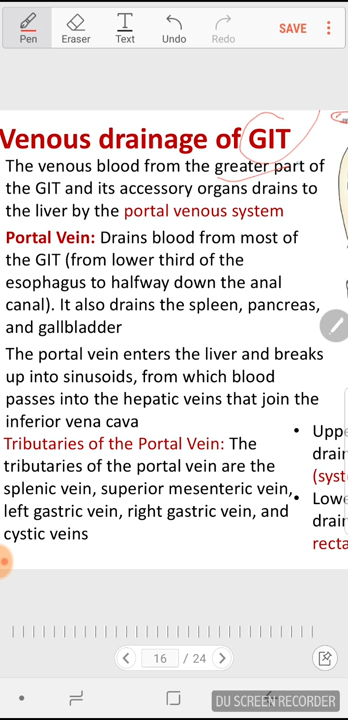 Pen
Eraser
Text
Undo
Redo
SAVE
Venous drainage of GIT
The venous blood from the greater part of
the GIT and its accessory organs drains to
the liver by the portal venous system
Portal Vein: Drains blood from most of
the GIT (from lower third of the
esophagus to halfway down the anal
canal). It also drains the spleen, pancreas,
and gallbladder
The portal vein enters the liver and breaks
up into sinusoids, from which blood
passes into the hepatic veins that join the
inferior vena cava
Tributaries of the Portal Vein: The
tributaries of the portal vein are the
splenic vein, superior mesenteric vein,
left gastric vein, right gastric vein, and
cystic veins
• Uppe
drain
(syst
• Lowe
drain
recta
16 / 24
DU SCREEN RECORDER